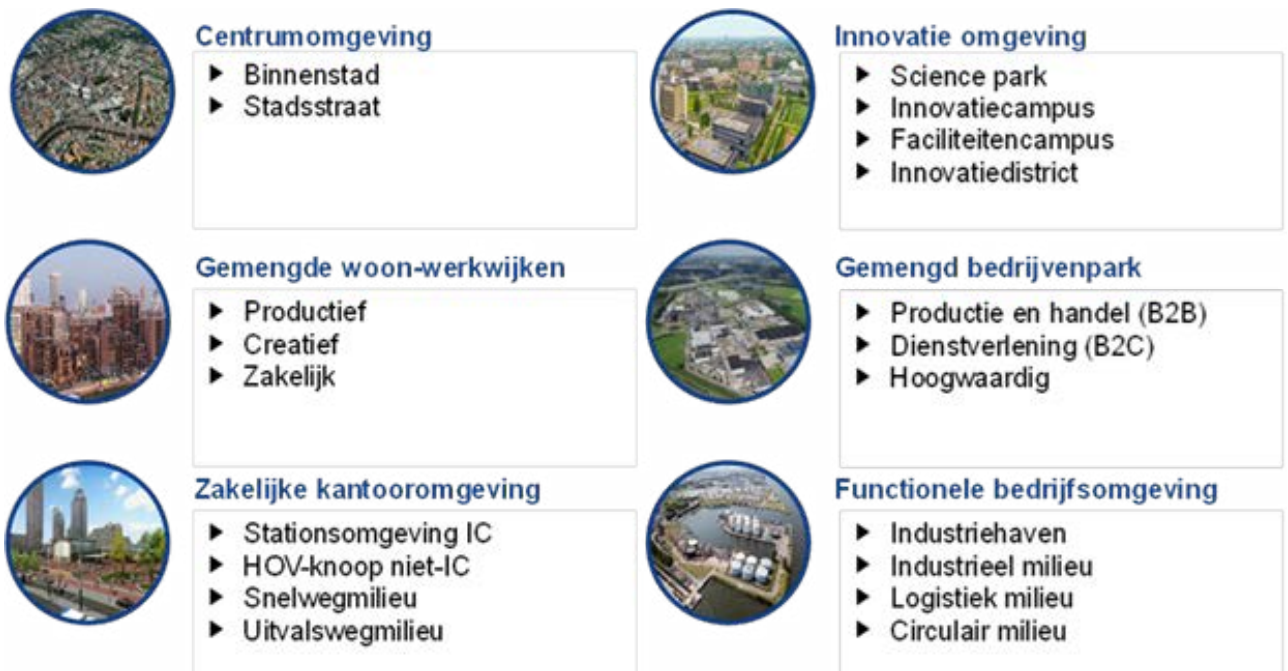 Centrumomgeving
Binnenstad
Stadsstraat
Innovatie omgeving
Science park
Innovatiecampus
Faciliteitencampus
Innovatiedistrict
Gemengde woon-werkwijken
Productief
Creatief
Zakelijk
Gemengd bedrijvenpark
Productie en handel (B2B)
Dienstverlening (B2C)
Hoogwaardig
Zakelijke kantooromgeving
Stationsomgeving IC
HOV-knoop niet-IC
Snelwegmilieu
Uitvalswegmilieu
Functionele bedrijfsomgeving
Industriehaven
Industrieel milieu
Logistiek milieu
Circulair milieu